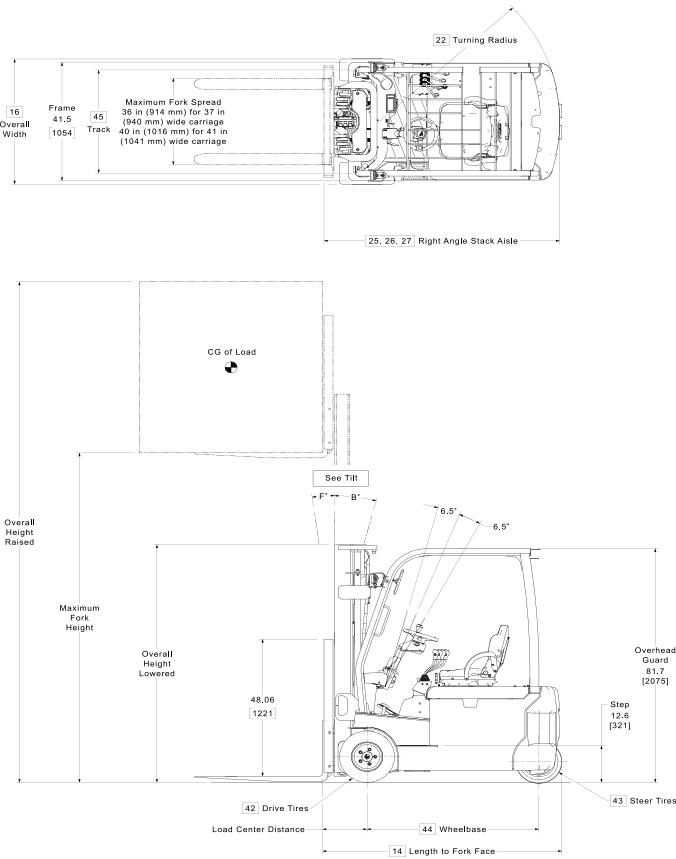 22 Turning Radius
16
Overall
Width
Frame
41.5
1054
45
Track
Maximum Fork Spread
36 in (914 mm) for 37 in
(940 mm) wide carriage
40 in (1016 mm) for 41 in
(1041 mm) wide carriage
25, 26, 27 Right Angle Stack Aisle
CG of Load
See Tilt
F°
B°
6.5°
6.5°
Overall
Height
Raised
Maximum
Fork
Height
Overall
Height
Lowered
48.06
1221
Overhead
Guard
81.7
[2075]
Step
12.6
[321]
42 Drive Tires
43 Steer Tires
Load Center Distance
44 Wheelbase
14 Length to Fork Face